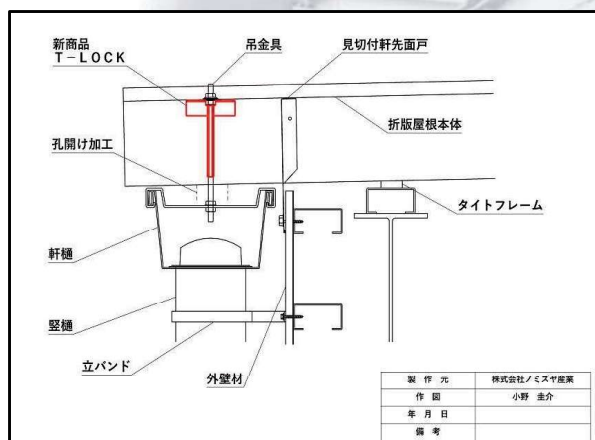 新商品
T-LOCK
吊金具
見切付軒先面戸
折版屋根本体
孔開け加工
タイトフレーム
軒樋
竪樋
立バンド
外壁材
製作元 株式会社ノミズヤ産業
作図 小野 圭介
年月日
備考